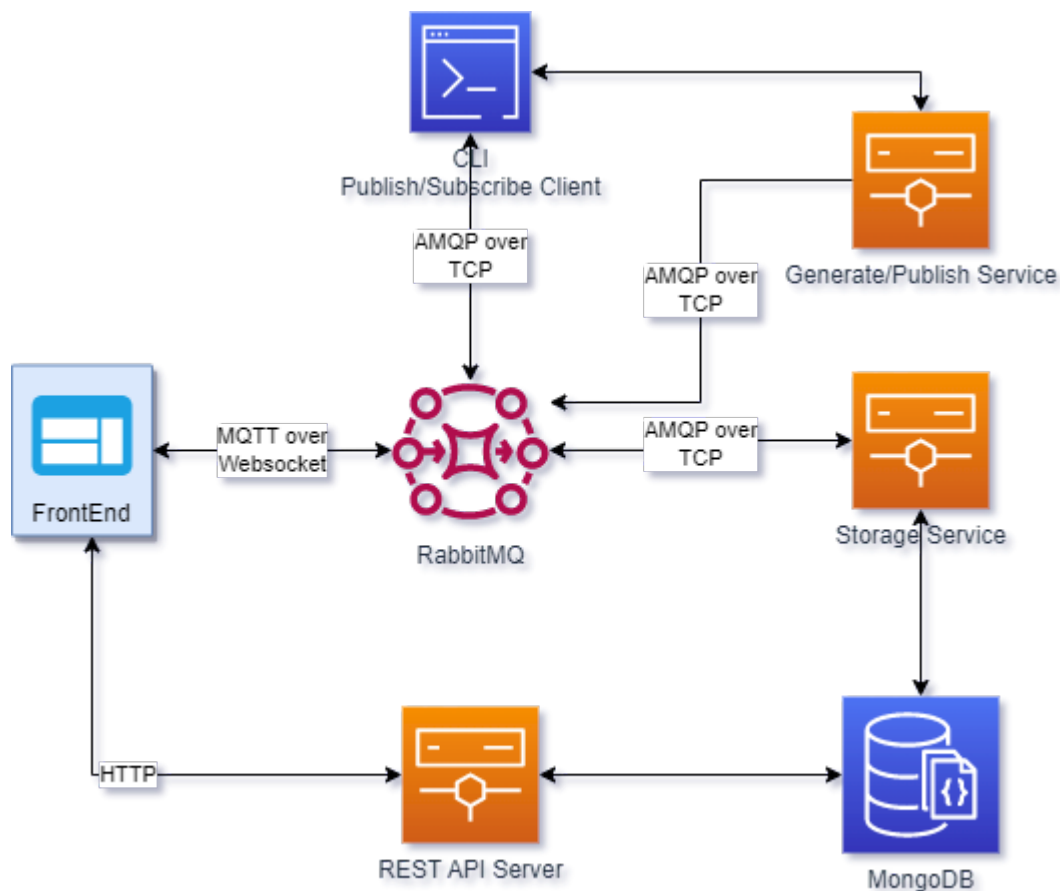 CLI
Publish/Subscribe Client
AMQP over
TCP
AMQP over
TCP
Generate/Publish Service
MQTT over
Websocket
AMQP over
TCP
FrontEnd
RabbitMQ
Storage Service
HTTP
REST API Server
MongoDB